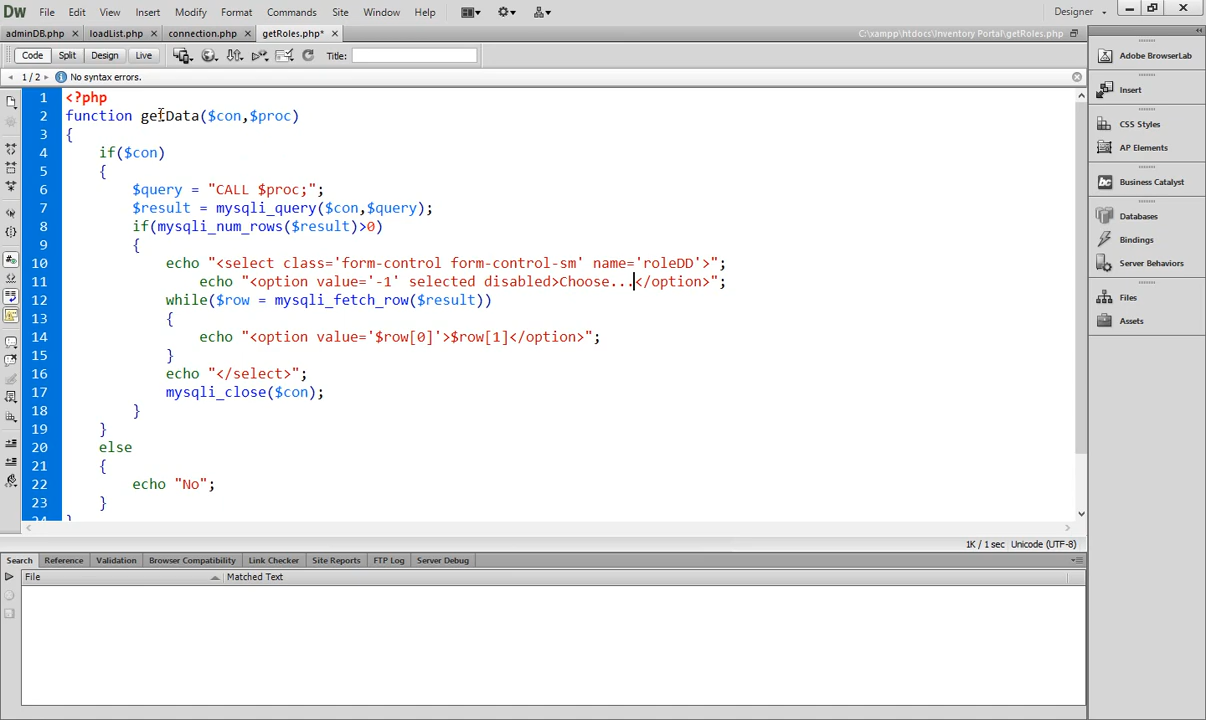 DW File Edit View Insert Modify Format Commands Site Window Help Designer
adminDB.php loadList.php connection.php getRoles.php* C:\xampp\htdocs\Inventory Portal\getRoles.php
Code Split Design Live Title:
1 / 2 No syntax errors.
1 <?php
2 function getData($con,$proc)
3 {
4 if($con)
5 {
6 $query = "CALL $proc;";
7 $result = mysqli_query($con,$query);
8 if(mysqli_num_rows($result)>0)
9 {
10 echo "<select class='form-control form-control-sm' name='roleDD'>";
11 echo "<option value='-1' selected disabled>Choose...</option>";
12 while($row = mysqli_fetch_row($result))
13 {
14 echo "<option value='$row[0]'>$row[1]</option>";
15 }
16 echo "</select>";
17 mysqli_close($con);
18 }
19 }
20 else
21 {
22 echo "No";
23 }
24 }
1K / 1 sec Unicode (UTF-8)
Search Reference Validation Browser Compatibility Link Checker Site Reports FTP Log Server Debug
File Matched Text
Adobe BrowserLab
Insert
CSS Styles
AP Elements
Business Catalyst
Databases
Bindings
Server Behaviors
Files
Assets